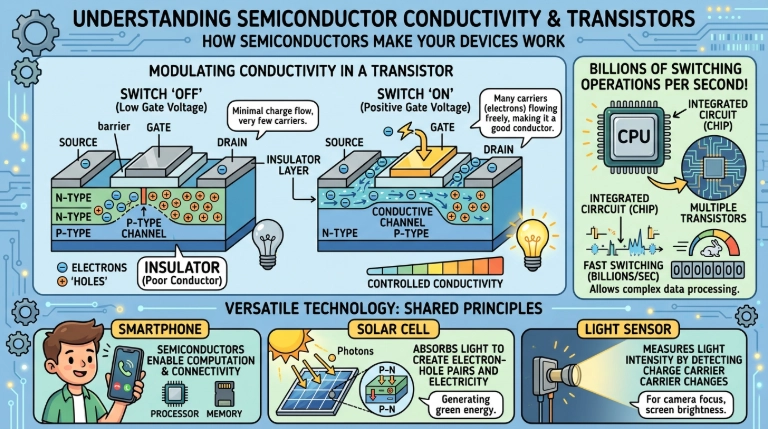 UNDERSTANDING SEMICONDUCTOR CONDUCTIVITY & TRANSISTORS
HOW SEMICONDUCTORS MAKE YOUR DEVICES WORK
MODULATING CONDUCTIVITY IN A TRANSISTOR
SWITCH 'OFF'
(Low Gate Voltage)
Minimal charge flow,
very few carriers.
barrier
GATE
SOURCE
DRAIN
INSULATOR
LAYER
N-TYPE
N-TYPE
P-TYPE
P-TYPE
CHANNEL
ELECTRONS
'HOLES'
INSULATOR
(Poor Conductor)
SWITCH 'ON'
(Positive Gate Voltage)
Many carriers
(electrons) flowing
freely, making it a
good conductor.
SOURCE
GATE
DRAIN
CONDUCTIVE
CHANNEL
P-TYPE
N-TYPE
CONTROLLED CONDUCTIVITY
BILLIONS OF SWITCHING
OPERATIONS PER SECOND!
CPU
INTEGRATED
CIRCUIT (CHIP)
INTEGRATED
CIRCRUIT (CHIP)
MULTIPLE
TRANSISTORS
FAST SWITCHING
(BILLIONS/SEC)
Allows complex data processing.
VERSATILE TECHNOLOGY: SHARED PRINCIPLES
SMARTPHONE
SEMICONDUCTORS
ENABLE COMPUTATION
& CONNECTIVITY
PROCESSOR
MEMORY
SOLAR CELL
Photons
P-N
P-N
ABSORBS LIGHT TO
CREATE ELECTRON-
HOLE PAIRS AND
ELECTRICITY
Generating
green energy.
LIGHT SENSOR
MEASURES LIGHT
INTENSITY BY DETECTING
CHARGE CARRIER
CARRIER CHANGES
For camera focus,
screen brightness.